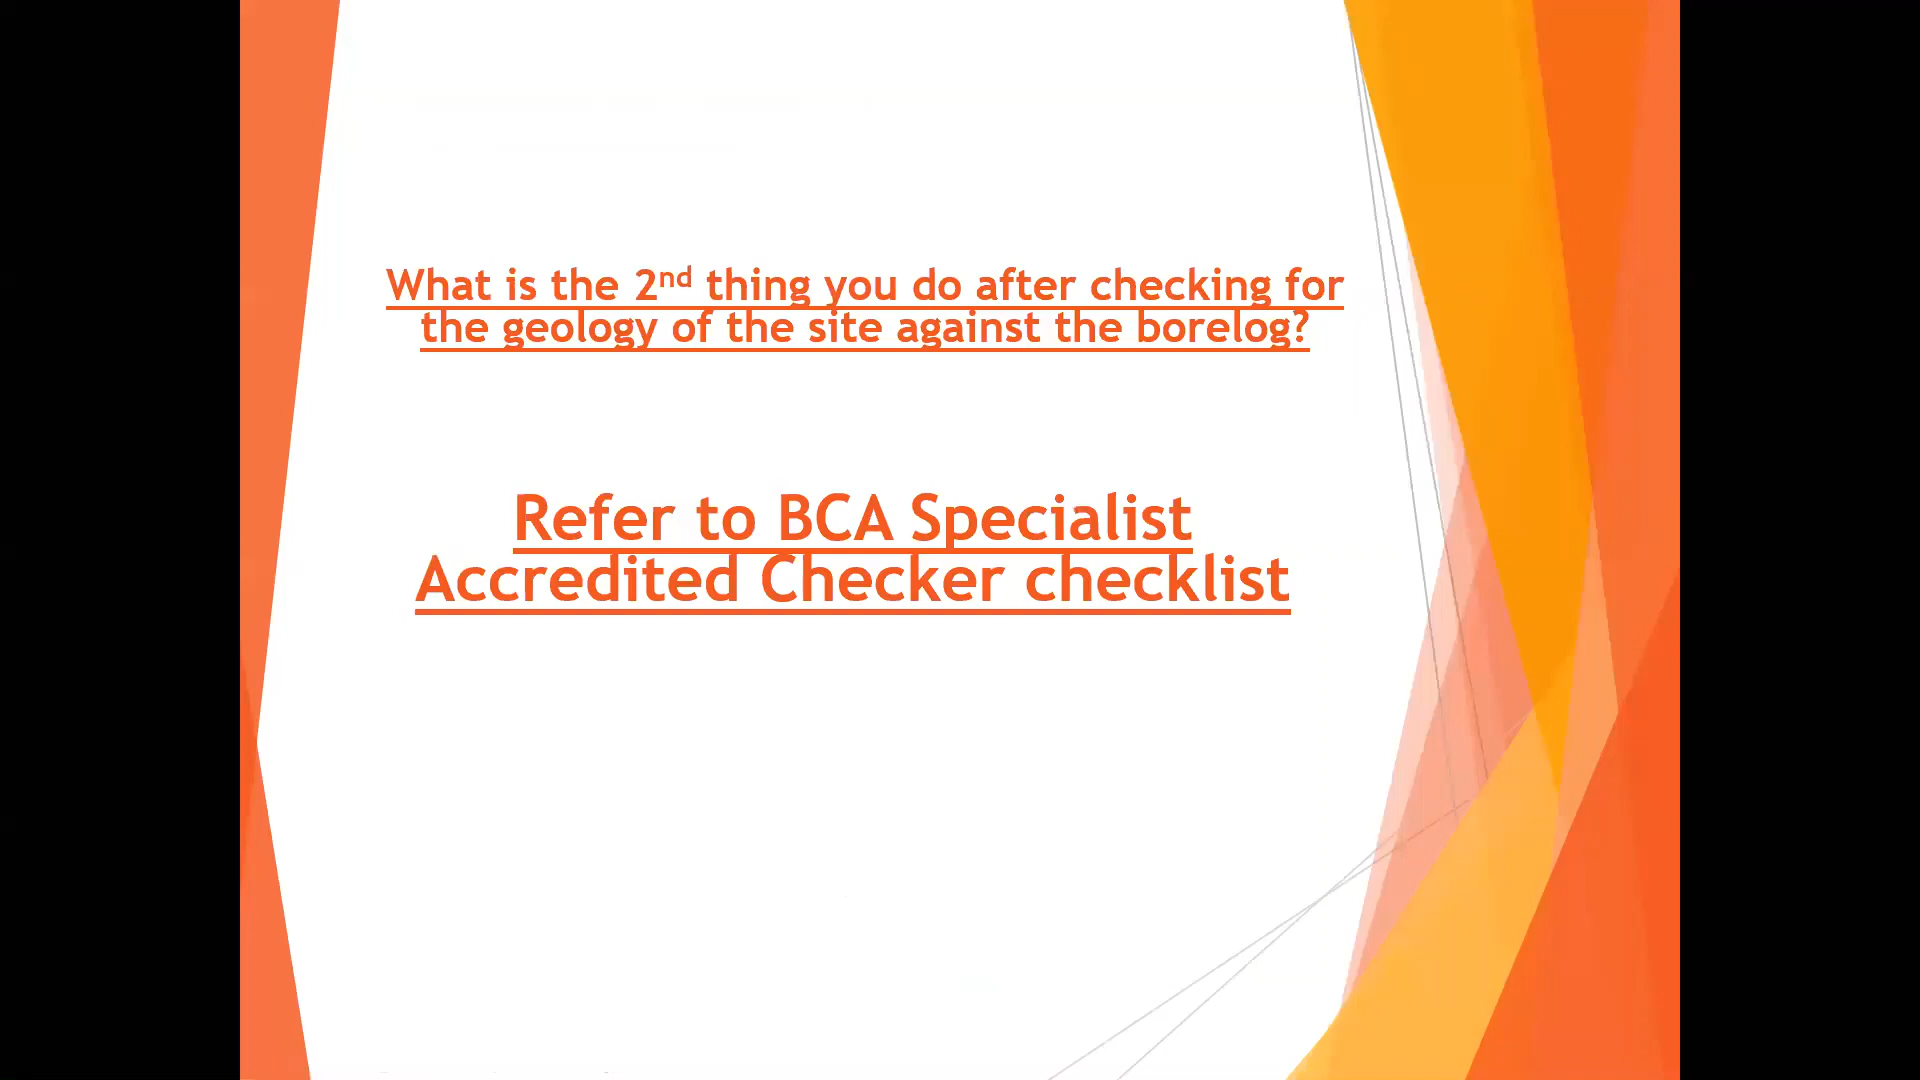 What is the 2nd thing you do after checking for
the geology of the site against the borelog?
Refer to BCA Specialist
Accredited Checker checklist